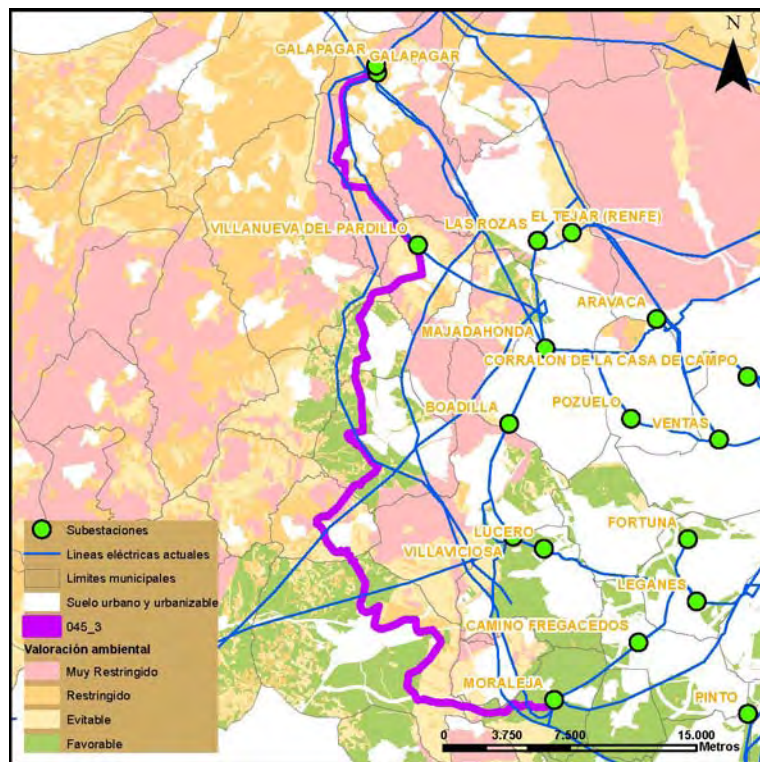 N
GALAPAGAR
GALAPAGAR
VILLANUEVA DEL PARDILLO
LAS ROZAS
EL TEJAR (RENFE)
ARAVACA
MAJADAHONDA
CORRALON DE LA CASA DE CAMPO
BOADILLA
POZUELO
VENTAS
LUCERO
VILLAVICIOSA
FORTUNA
LEGANES
CAMINO FREGACEDOS
MORALEJA
PINTO
Subestaciones
Líneas eléctricas actuales
Límites municipales
Suelo urbano y urbanizable
045_3
Valoración ambiental
Muy Restringido
Restringido
Evitable
Favorable
0 3.750 7.500 15.000
Metros